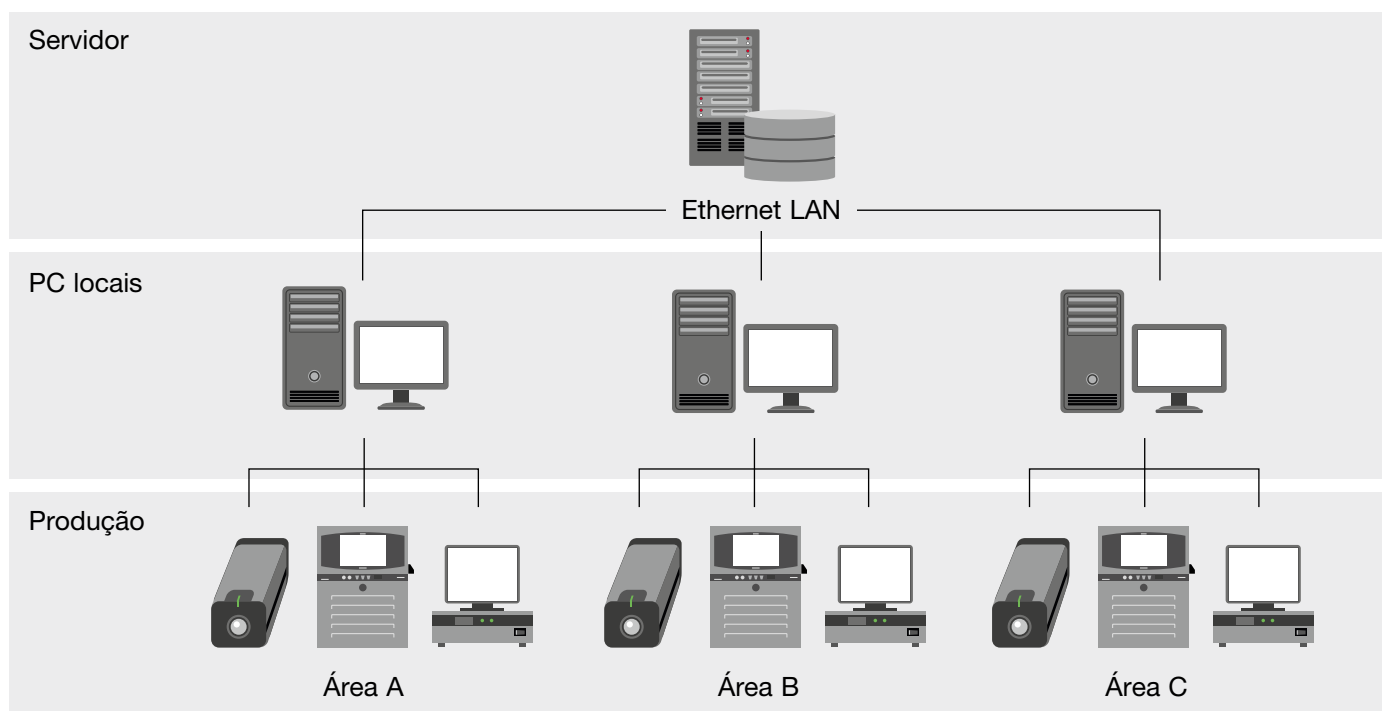 Servidor
Ethernet LAN
PC locais
Produção
Área A
Área B
Área C